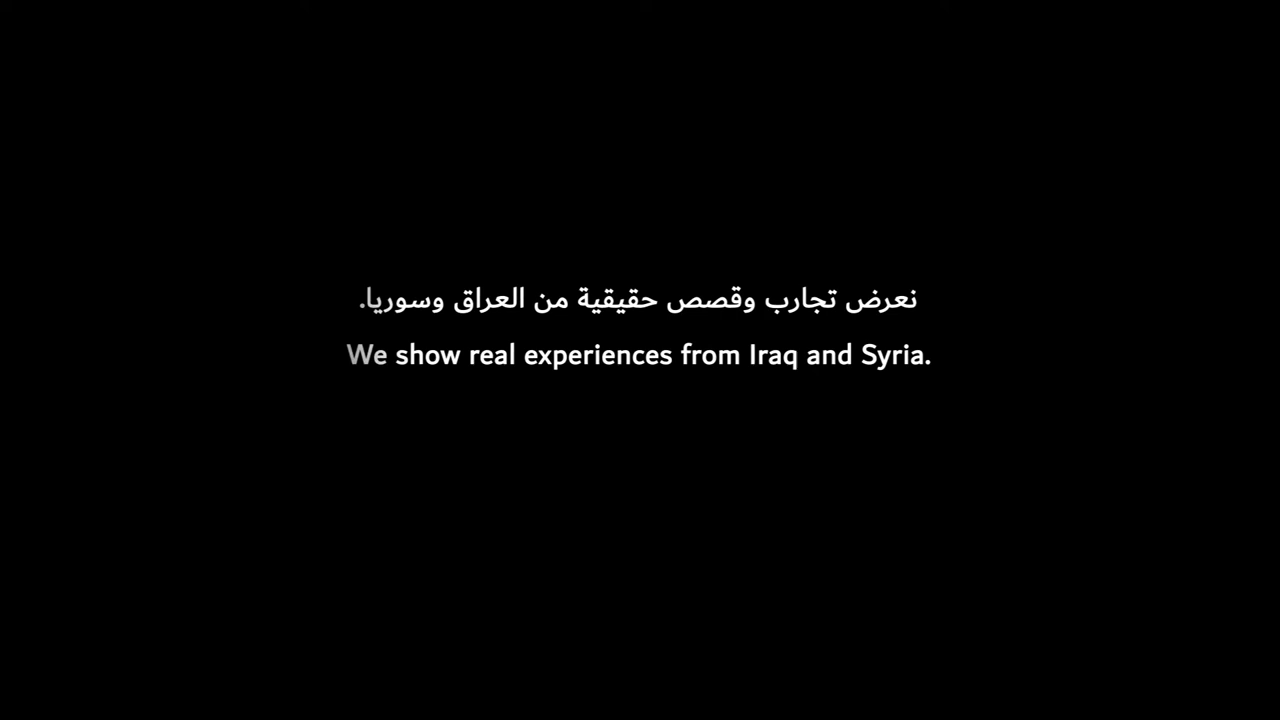 نعرض تجارب وقصص حقيقية من العراق وسوريا.
We show real experiences from Iraq and Syria.